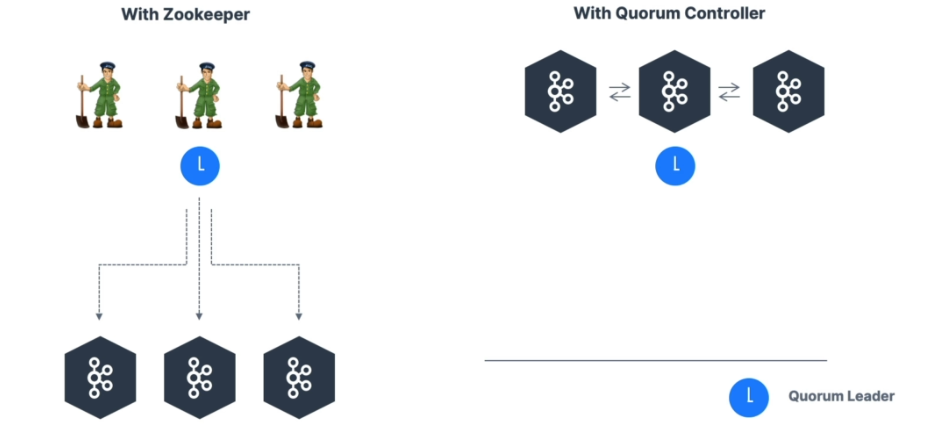 With Zookeeper
With Quorum Controller
L
L
L
Quorum Leader